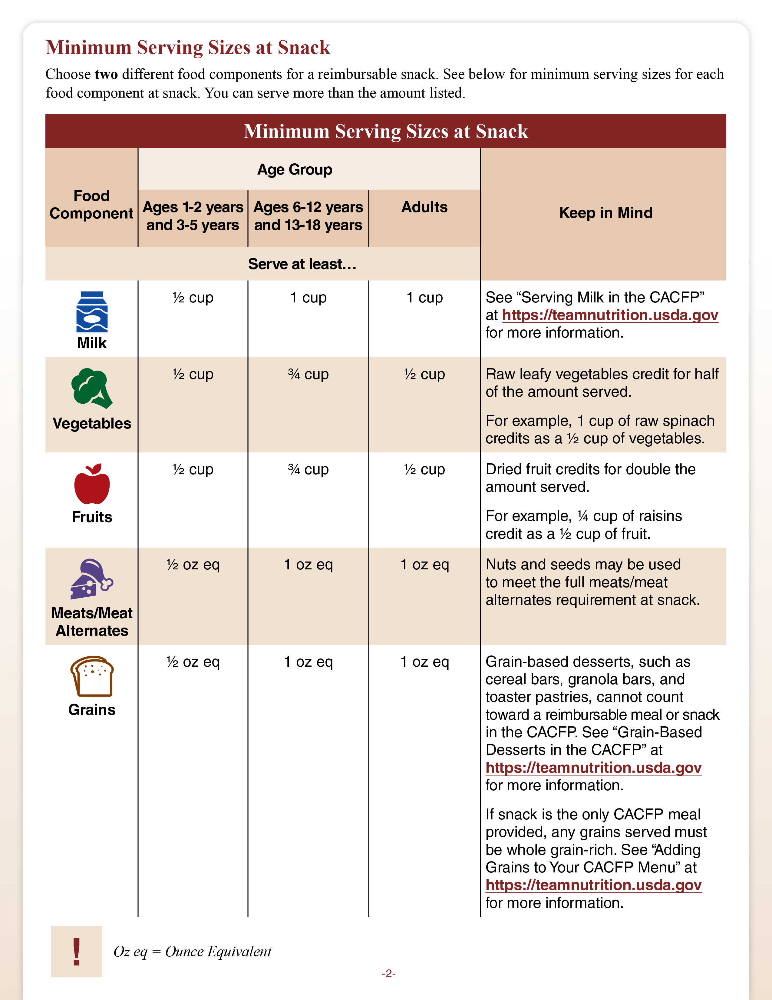 Minimum Serving Sizes at Snack
Choose two different food components for a reimbursable snack. See below for minimum serving sizes for each
food component at snack. You can serve more than the amount listed.
Minimum Serving Sizes at Snack
Food
Component
Age Group
Ages 1-2 years
and 3-5 years
Ages 6-12 years
and 13-18 years
Adults
Keep in Mind
Serve at least…
Milk
½ cup
1 cup
1 cup
See “Serving Milk in the CACFP”
at https://teamnutrition.usda.gov
for more information.
Vegetables
½ cup
¾ cup
½ cup
Raw leafy vegetables credit for half
of the amount served.
For example, 1 cup of raw spinach
credits as a ½ cup of vegetables.
Fruits
½ cup
¾ cup
½ cup
Dried fruit credits for double the
amount served.
For example, ¼ cup of raisins
credit as a ½ cup of fruit.
Meats/Meat
Alternates
½ oz eq
1 oz eq
1 oz eq
Nuts and seeds may be used
to meet the full meats/meat
alternates requirement at snack.
Grains
½ oz eq
1 oz eq
1 oz eq
Grain-based desserts, such as
cereal bars, granola bars, and
toaster pastries, cannot count
toward a reimbursable meal or snack
in the CACFP. See “Grain-Based
Desserts in the CACFP” at
https://teamnutrition.usda.gov
for more information.
If snack is the only CACFP meal
provided, any grains served must
be whole grain-rich. See “Adding
Grains to Your CACFP Menu” at
https://teamnutrition.usda.gov
for more information.
!
Oz eq = Ounce Equivalent
-2-